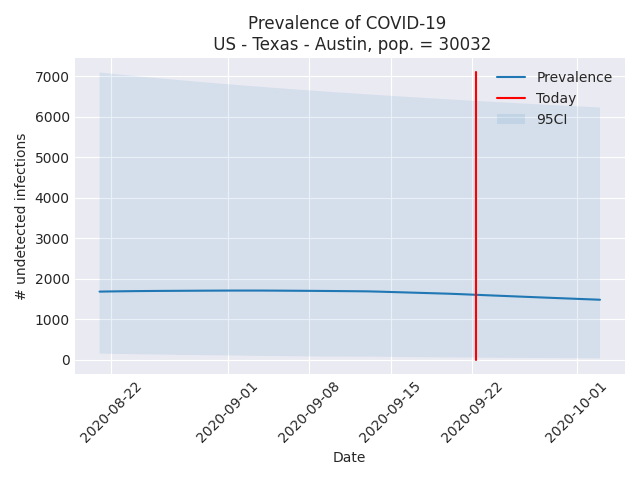 Prevalence of COVID-19
US - Texas - Austin, pop. = 30032
# undetected infections
7000
6000
5000
4000
3000
2000
1000
0
Prevalence
Today
95CI
2020-08-22
2020-09-01
2020-09-08
2020-09-15
2020-09-22
2020-10-01
Date